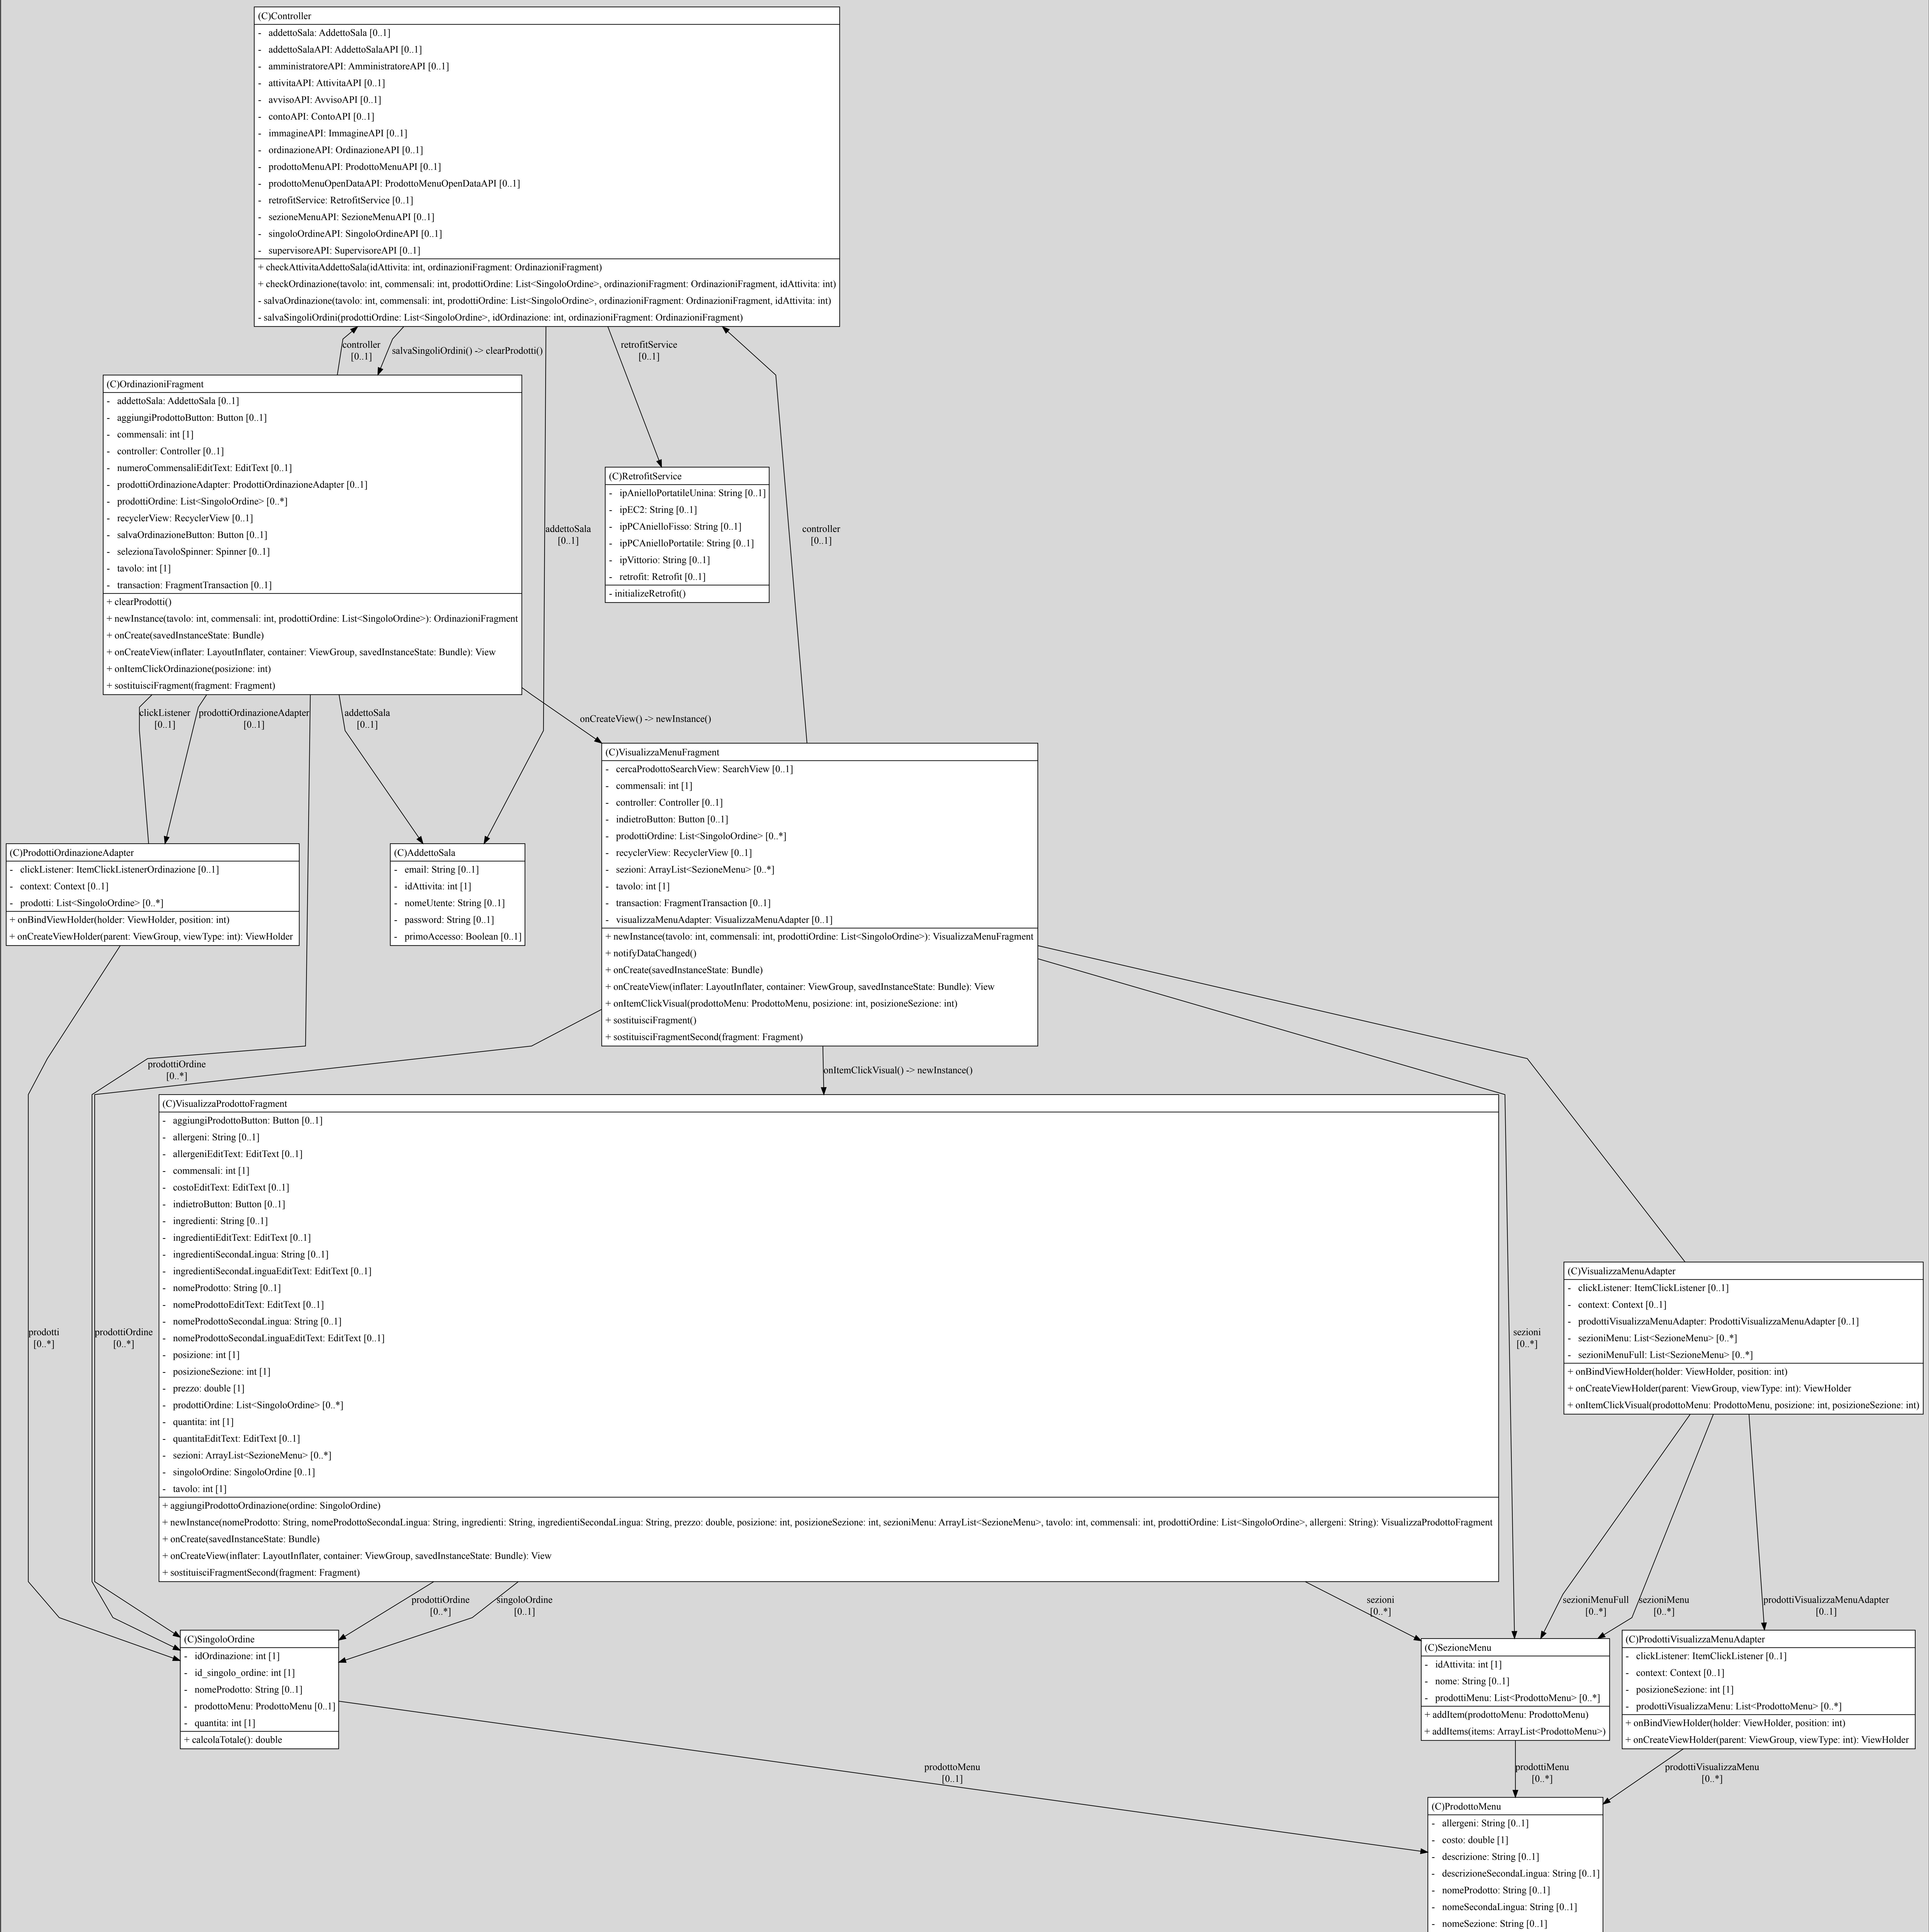 (C)Controller
- addettoSala: AddettoSala [0..1]
- addettoSalaAPI: AddettoSalaAPI [0..1]
- amministratoreAPI: AmministratoreAPI [0..1]
- attivitaAPI: AttivitaAPI [0..1]
- avvisoAPI: AvvisoAPI [0..1]
- contoAPI: ContoAPI [0..1]
- immagineAPI: ImmagineAPI [0..1]
- ordinazioneAPI: OrdinazioneAPI [0..1]
- prodottoMenuAPI: ProdottoMenuAPI [0..1]
- prodottoMenuOpenDataAPI: ProdottoMenuOpenDataAPI [0..1]
- retrofitService: RetrofitService [0..1]
- sezioneMenuAPI: SezioneMenuAPI [0..1]
- singoloOrdineAPI: SingoloOrdineAPI [0..1]
- supervisoreAPI: SupervisoreAPI [0..1]
+ checkAttivitaAddettoSala(idAttivita: int, ordinazioniFragment: OrdinazioniFragment)
+ checkOrdinazione(tavolo: int, commensali: int, prodottiOrdine: List<SingoloOrdine>, ordinazioniFragment: OrdinazioniFragment, idAttivita: int)
- salvaOrdinazione(tavolo: int, commensali: int, prodottiOrdine: List<SingoloOrdine>, ordinazioniFragment: OrdinazioniFragment, idAttivita: int)
- salvaSingoliOrdini(prodottiOrdine: List<SingoloOrdine>, idOrdinazione: int, ordinazioniFragment: OrdinazioniFragment)
controller
[0..1]
salvaSingoliOrdini() -> clearProdotti()
retrofitService
[0..1]
(C)OrdinazioniFragment
- addettoSala: AddettoSala [0..1]
- aggiungiProdottoButton: Button [0..1]
- commensali: int [1]
- controller: Controller [0..1]
- numeroCommensaliEditText: EditText [0..1]
- prodottiOrdinazioneAdapter: ProdottiOrdinazioneAdapter [0..1]
- prodottiOrdine: List<SingoloOrdine> [0..*]
- recyclerView: RecyclerView [0..1]
- salvaOrdinazioneButton: Button [0..1]
- selezionaTavoloSpinner: Spinner [0..1]
- tavolo: int [1]
- transaction: FragmentTransaction [0..1]
+ clearProdotti()
+ newInstance(tavolo: int, commensali: int, prodottiOrdine: List<SingoloOrdine>): OrdinazioniFragment
+ onCreate(savedInstanceState: Bundle)
+ onCreateView(inflater: LayoutInflater, container: ViewGroup, savedInstanceState: Bundle): View
+ onItemClickOrdinazione(posizione: int)
+ sostituisciFragment(fragment: Fragment)
addettoSala
[0..1]
(C)RetrofitService
- ipAnielloPortatileUnina: String [0..1]
- ipEC2: String [0..1]
- ipPCAnielloFisso: String [0..1]
- ipPCAnielloPortatile: String [0..1]
- ipVittorio: String [0..1]
- retrofit: Retrofit [0..1]
- initializeRetrofit()
controller
[0..1]
clickListener
[0..1]
prodottiOrdinazioneAdapter
[0..1]
addettoSala
[0..1]
onCreateView() -> newInstance()
(C)ProdottiOrdinazioneAdapter
- clickListener: ItemClickListenerOrdinazione [0..1]
- context: Context [0..1]
- prodotti: List<SingoloOrdine> [0..*]
+ onBindViewHolder(holder: ViewHolder, position: int)
+ onCreateViewHolder(parent: ViewGroup, viewType: int): ViewHolder
(C)AddettoSala
- email: String [0..1]
- idAttivita: int [1]
- nomeUtente: String [0..1]
- password: String [0..1]
- primoAccesso: Boolean [0..1]
(C)VisualizzaMenuFragment
- cercaProdottoSearchView: SearchView [0..1]
- commensali: int [1]
- controller: Controller [0..1]
- indietroButton: Button [0..1]
- prodottiOrdine: List<SingoloOrdine> [0..*]
- recyclerView: RecyclerView [0..1]
- sezioni: ArrayList<SezioneMenu> [0..*]
- tavolo: int [1]
- transaction: FragmentTransaction [0..1]
- visualizzaMenuAdapter: VisualizzaMenuAdapter [0..1]
+ newInstance(tavolo: int, commensali: int, prodottiOrdine: List<SingoloOrdine>): VisualizzaMenuFragment
+ notifyDataChanged()
+ onCreate(savedInstanceState: Bundle)
+ onCreateView(inflater: LayoutInflater, container: ViewGroup, savedInstanceState: Bundle): View
+ onItemClickVisual(prodottoMenu: ProdottoMenu, posizione: int, posizioneSezione: int)
+ sostituisciFragment()
+ sostituisciFragmentSecond(fragment: Fragment)
prodottiOrdine
[0..*]
onItemClickVisual() -> newInstance()
(C)VisualizzaProdottoFragment
- aggiungiProdottoButton: Button [0..1]
- allergeni: String [0..1]
- allergeniEditText: EditText [0..1]
- commensali: int [1]
- costoEditText: EditText [0..1]
- indietroButton: Button [0..1]
- ingredienti: String [0..1]
- ingredientiEditText: EditText [0..1]
- ingredientiSecondaLingua: String [0..1]
- ingredientiSecondaLinguaEditText: EditText [0..1]
- nomeProdotto: String [0..1]
- nomeProdottoEditText: EditText [0..1]
- nomeProdottoSecondaLingua: String [0..1]
- nomeProdottoSecondaLinguaEditText: EditText [0..1]
- posizione: int [1]
- posizioneSezione: int [1]
- prezzo: double [1]
- prodottiOrdine: List<SingoloOrdine> [0..*]
- quantita: int [1]
- quantitaEditText: EditText [0..1]
- sezioni: ArrayList<SezioneMenu> [0..*]
- singoloOrdine: SingoloOrdine [0..1]
- tavolo: int [1]
+ aggiungiProdottoOrdinazione(ordine: SingoloOrdine)
+ newInstance(nomeProdotto: String, nomeProdottoSecondaLingua: String, ingredienti: String, ingredientiSecondaLingua: String, prezzo: double, posizione: int, posizioneSezione: int, sezioniMenu: ArrayList<SezioneMenu>, tavolo: int, commensali: int, prodottiOrdine: List<SingoloOrdine>, allergeni: String): VisualizzaProdottoFragment
+ onCreate(savedInstanceState: Bundle)
+ onCreateView(inflater: LayoutInflater, container: ViewGroup, savedInstanceState: Bundle): View
+ sostituisciFragmentSecond(fragment: Fragment)
prodotti
[0..*]
prodottiOrdine
[0..*]
sezioni
[0..*]
(C)VisualizzaMenuAdapter
- clickListener: ItemClickListener [0..1]
- context: Context [0..1]
- prodottiVisualizzaMenuAdapter: ProdottiVisualizzaMenuAdapter [0..1]
- sezioniMenu: List<SezioneMenu> [0..*]
- sezioniMenuFull: List<SezioneMenu> [0..*]
+ onBindViewHolder(holder: ViewHolder, position: int)
+ onCreateViewHolder(parent: ViewGroup, viewType: int): ViewHolder
+ onItemClickVisual(prodottoMenu: ProdottoMenu, posizione: int, posizioneSezione: int)
prodottiOrdine
[0..*]
singoloOrdine
[0..1]
sezioni
[0..*]
sezioniMenuFull
[0..*]
sezioniMenu
[0..*]
prodottiVisualizzaMenuAdapter
[0..1]
(C)SingoloOrdine
- idOrdinazione: int [1]
- id_singolo_ordine: int [1]
- nomeProdotto: String [0..1]
- prodottoMenu: ProdottoMenu [0..1]
- quantita: int [1]
+ calcolaTotale(): double
(C)SezioneMenu
- idAttivita: int [1]
- nome: String [0..1]
- prodottiMenu: List<ProdottoMenu> [0..*]
+ addItem(prodottoMenu: ProdottoMenu)
+ addItems(items: ArrayList<ProdottoMenu>)
(C)ProdottiVisualizzaMenuAdapter
- clickListener: ItemClickListener [0..1]
- context: Context [0..1]
- posizioneSezione: int [1]
- prodottiVisualizzaMenu: List<ProdottoMenu> [0..*]
+ onBindViewHolder(holder: ViewHolder, position: int)
+ onCreateViewHolder(parent: ViewGroup, viewType: int): ViewHolder
prodottoMenu
[0..1]
prodottiMenu
[0..*]
prodottiVisualizzaMenu
[0..*]
(C)ProdottoMenu
- allergeni: String [0..1]
- costo: double [1]
- descrizione: String [0..1]
- descrizioneSecondaLingua: String [0..1]
- nomeProdotto: String [0..1]
- nomeSecondaLingua: String [0..1]
- nomeSezione: String [0..1]